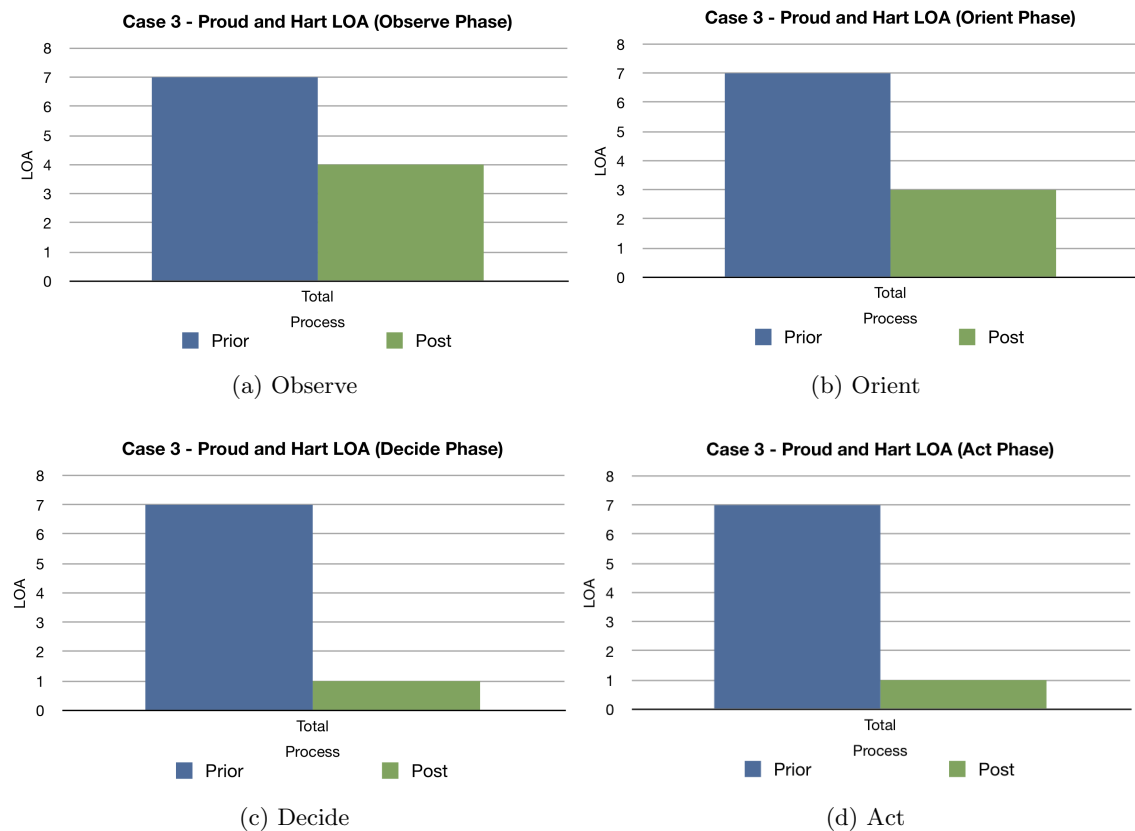 Case 3 - Proud and Hart LOA (Observe Phase)
8
7
6
5
4
3
2
1
0
LOA
Total
Process
Prior Post
(a) Observe
Case 3 - Proud and Hart LOA (Orient Phase)
8
7
6
5
4
3
2
1
0
LOA
Total
Process
Prior Post
(b) Orient
Case 3 - Proud and Hart LOA (Decide Phase)
8
7
6
5
4
3
2
1
0
LOA
Total
Process
Prior Post
(c) Decide
Case 3 - Proud and Hart LOA (Act Phase)
8
7
6
5
4
3
2
1
0
LOA
Total
Process
Prior Post
(d) Act